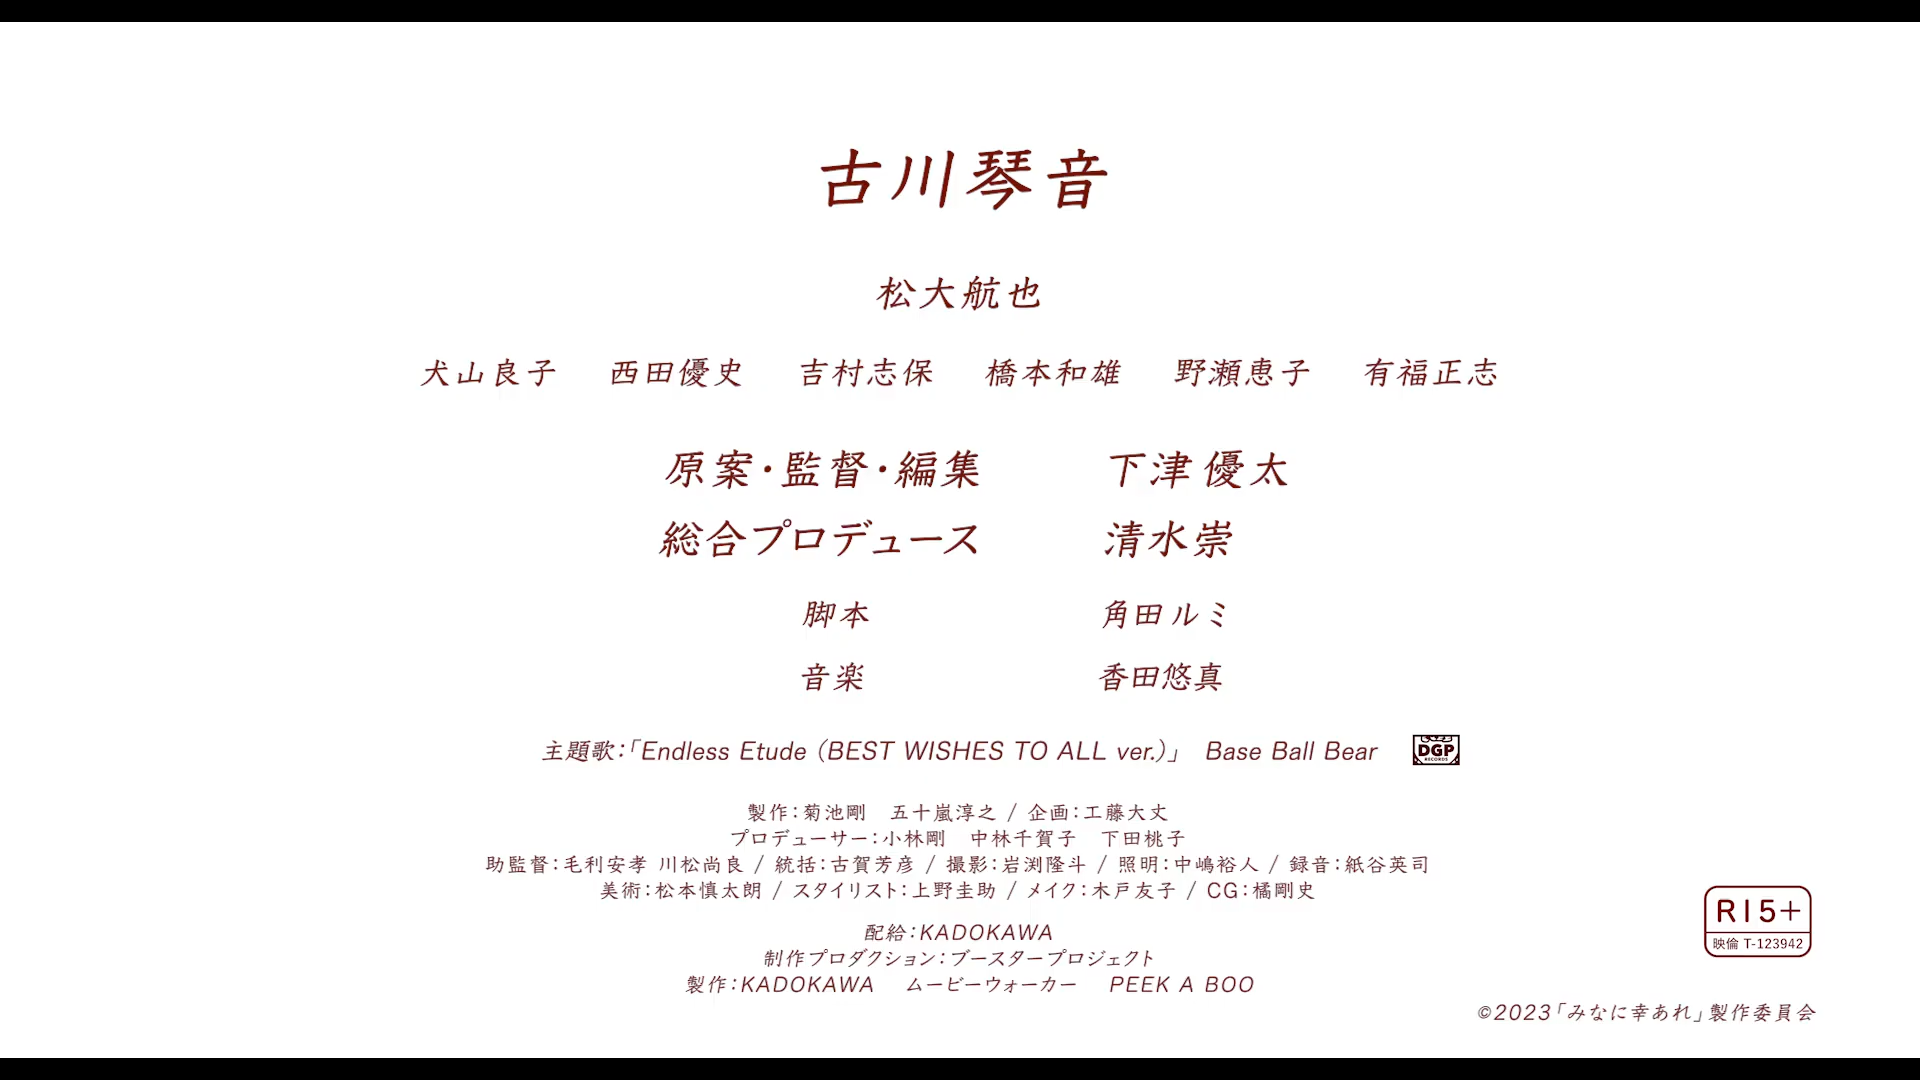 古川琴音
松大航也
犬山良子 西田優史 吉村志保 橋本和雄 野瀬恵子 有福正志
原案・監督・編集 下津優太
総合プロデュース 清水崇
脚本 角田ルミ
音楽 香田悠真
主題歌：「Endless Etude（BEST WISHES TO ALL ver.）」 Base Ball Bear DGP RECORDS
製作：菊池剛 五十嵐淳之 / 企画：工藤大丈
プロデューサー：小林剛 中林千賀子 下田桃子
助監督：毛利安孝 川松尚良 / 統括：古賀芳彦 / 撮影：岩渕隆斗 / 照明：中嶋裕人 / 録音：紙谷英司
美術：松本慎太朗 / スタイリスト：上野圭助 / メイク：木戸友子 / CG：橘剛史
配給：KADOKAWA
制作プロダクション：ブースタープロジェクト
製作：KADOKAWA ムービーウォーカー PEEK A BOO
R15+
映倫 T-123942
©2023「みなに幸あれ」製作委員会